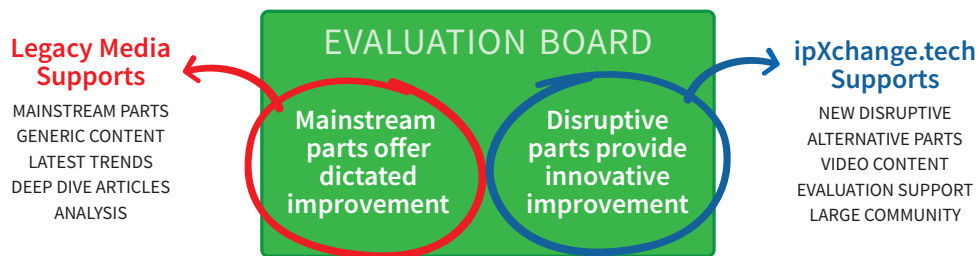 EVALUATION BOARD
Legacy Media
Supports
MAINSTREAM PARTS
GENERIC CONTENT
LATEST TRENDS
DEEP DIVE ARTICLES
ANALYSIS
Mainstream
parts offer
dictated
improvement
Disruptive
parts provide
innovative
improvement
ipXchange.tech
Supports
NEW DISRUPTIVE
ALTERNATIVE PARTS
VIDEO CONTENT
EVALUATION SUPPORT
LARGE COMMUNITY